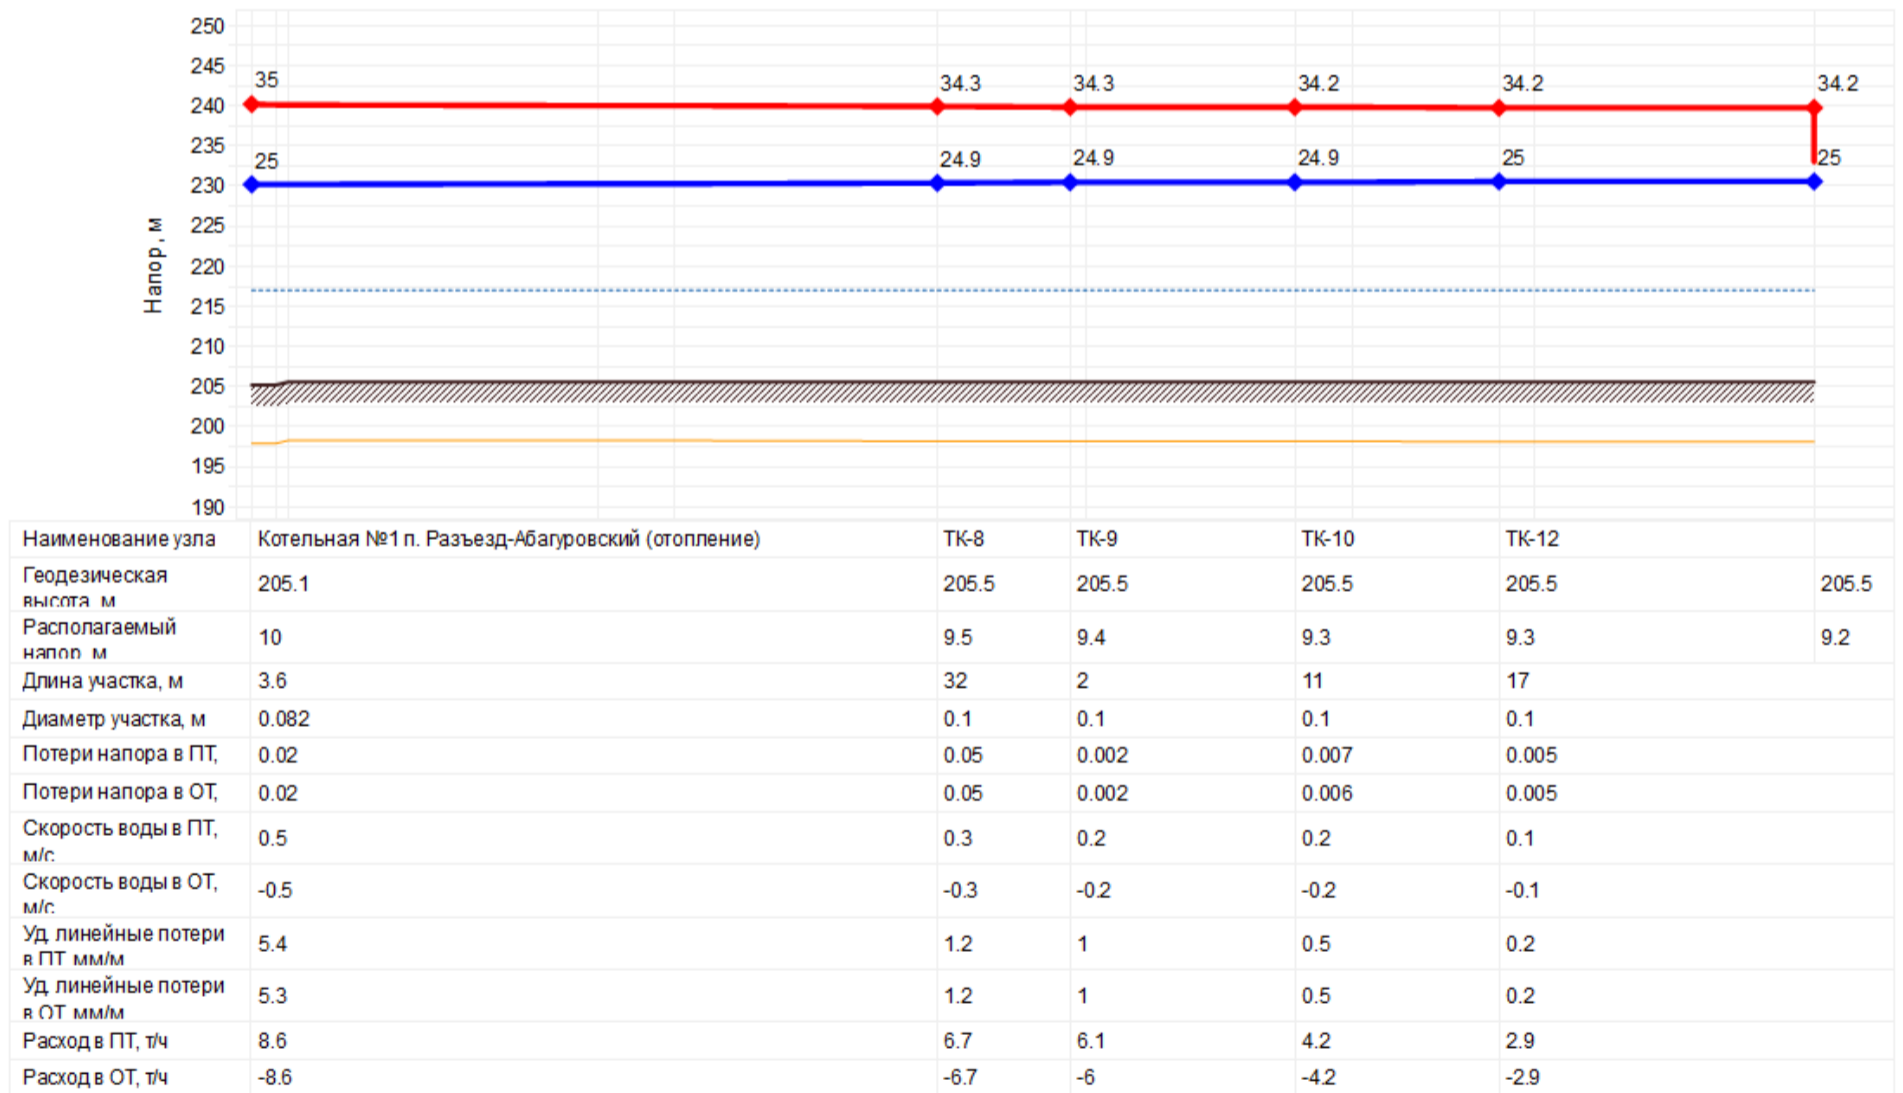 250
245
240
235
230
225
220
215
210
205
200
195
190
Напор, м
35 34.3 34.3 34.2 34.2 34.2
25 24.9 24.9 24.9 25 25
Наименование узла Котельная №1 п. Разъезд-Абагуровский (отопление) ТК-8 ТК-9 ТК-10 ТК-12
Геодезическая
высота, м 205.1 205.5 205.5 205.5 205.5 205.5
Располагаемый
напор, м 10 9.5 9.4 9.3 9.3 9.2
Длина участка, м 3.6 32 2 11 17
Диаметр участка, м 0.082 0.1 0.1 0.1 0.1
Потери напора в ПТ, 0.02 0.05 0.002 0.007 0.005
Потери напора в ОТ, 0.02 0.05 0.002 0.006 0.005
Скорость воды в ПТ,
м/с 0.5 0.3 0.2 0.2 0.1
Скорость воды в ОТ,
м/с -0.5 -0.3 -0.2 -0.2 -0.1
Уд. линейные потери
в ПТ, мм/м 5.4 1.2 1 0.5 0.2
Уд. линейные потери
в ОТ, мм/м 5.3 1.2 1 0.5 0.2
Расход в ПТ, т/ч 8.6 6.7 6.1 4.2 2.9
Расход в ОТ, т/ч -8.6 -6.7 -6 -4.2 -2.9